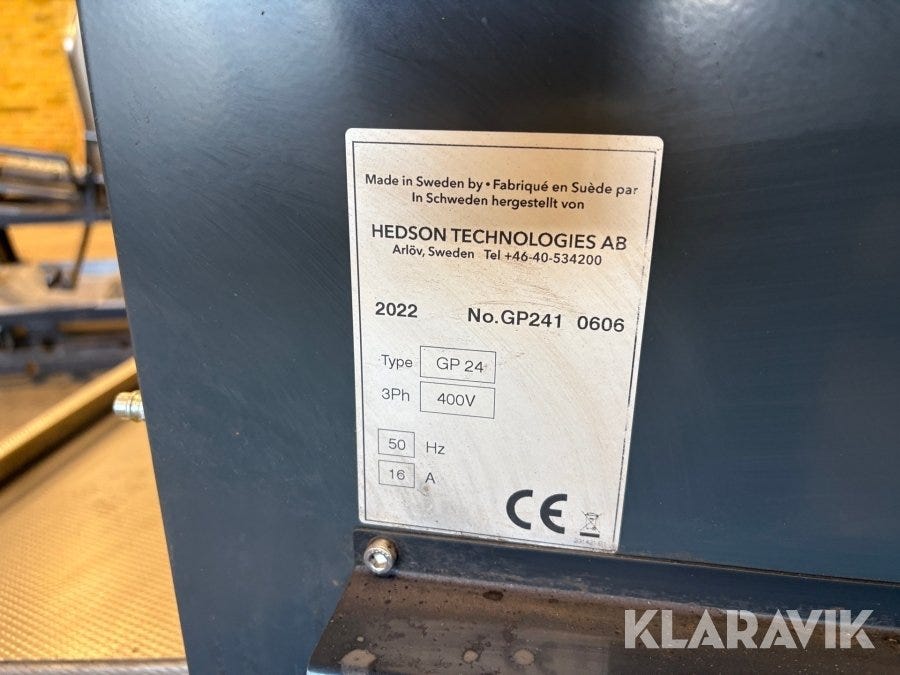 Made in Sweden by • Fabriqué en Suède par
In Schweden hergestellt von
HEDSON TECHNOLOGIES AB
Arlöv, Sweden Tel +46-40-534200
2022 No.GP241 0606
Type GP 24
3Ph 400V
50 Hz
16 A
CE
KLARAVIK